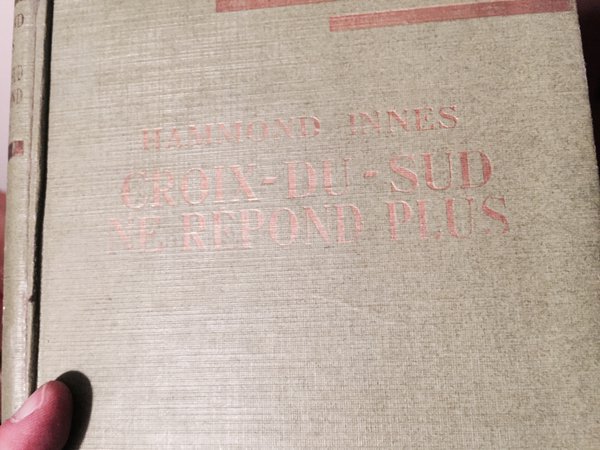 HAMMOND INNES
CROIX-DU-SUD
NE REPOND PLUS